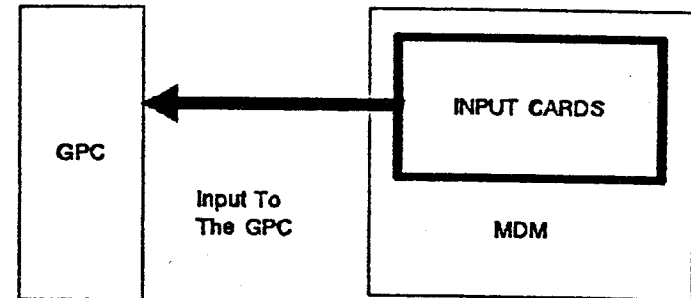 INPUT CARDS
GPC
Input To
The GPC
MDM